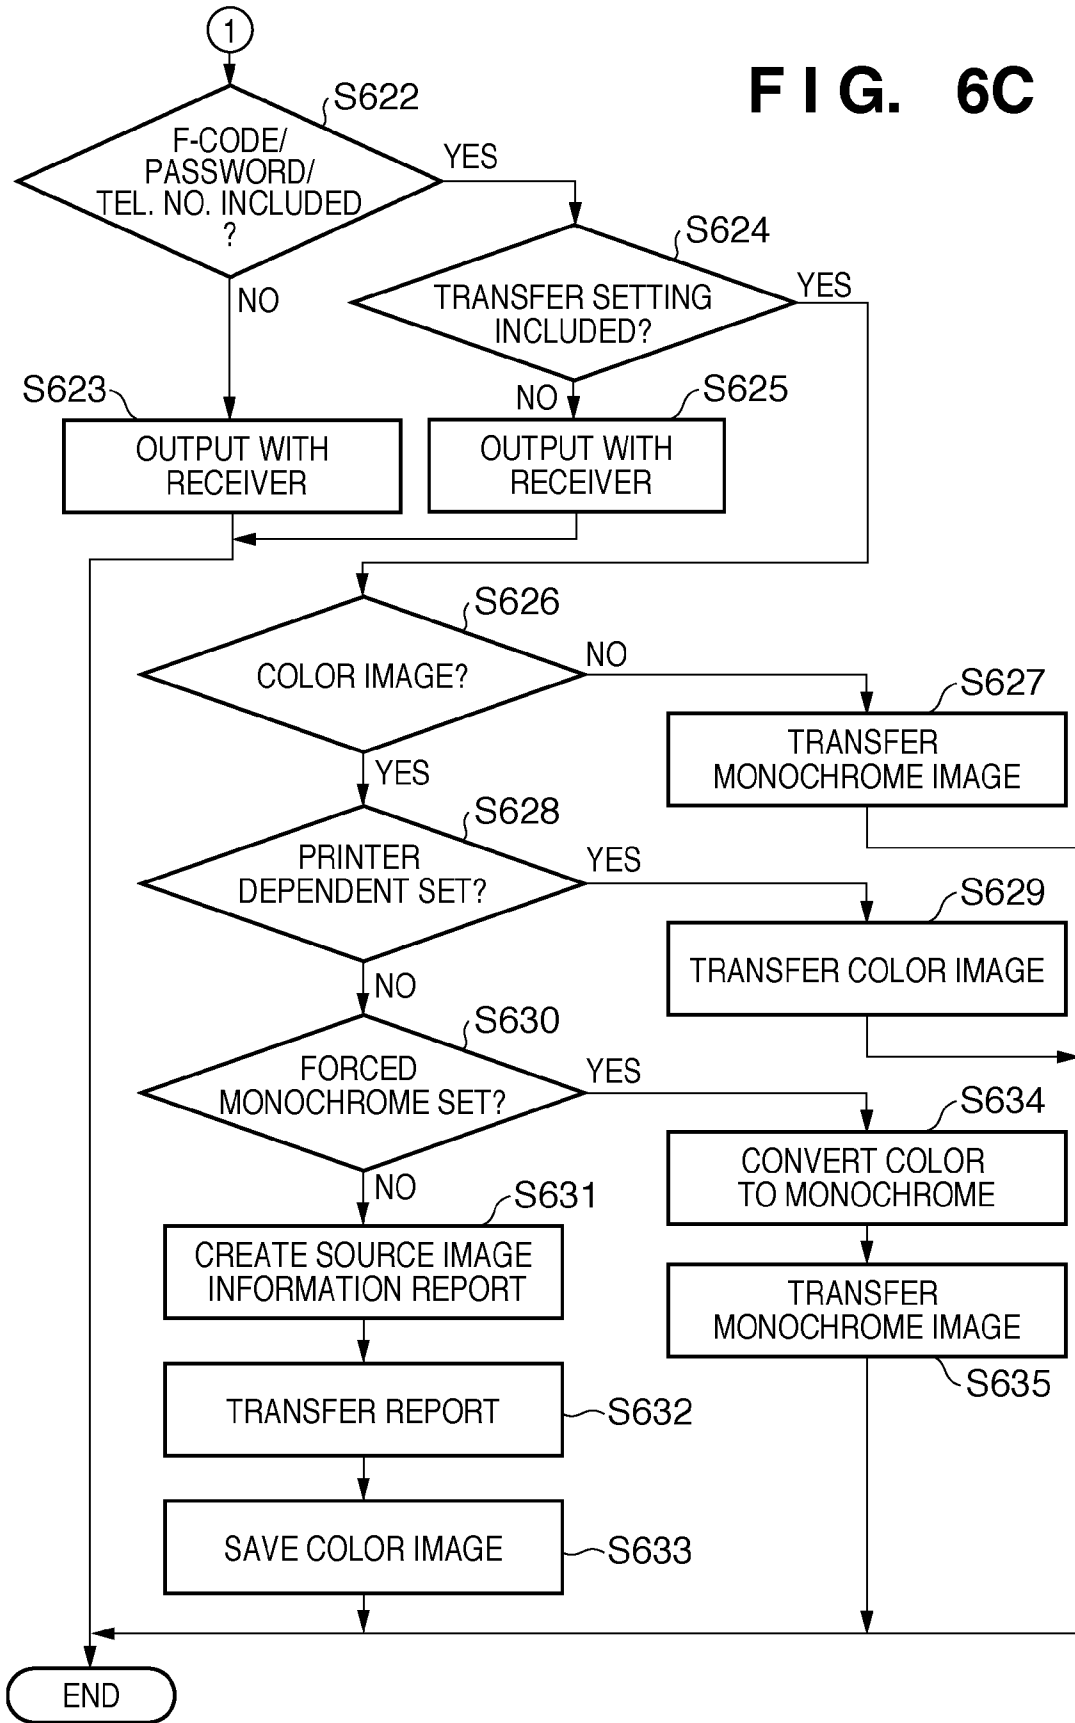 1
FIG. 6C
S622
F-CODE/
PASSWORD/
TEL. NO. INCLUDED
?
YES
NO
S624
TRANSFER SETTING
INCLUDED?
YES
NO
S623
OUTPUT WITH
RECEIVER
S625
OUTPUT WITH
RECEIVER
S626
COLOR IMAGE?
NO
YES
S627
TRANSFER
MONOCHROME IMAGE
S628
PRINTER
DEPENDENT SET?
YES
NO
S629
TRANSFER COLOR IMAGE
S630
FORCED
MONOCHROME SET?
YES
NO
S634
CONVERT COLOR
TO MONOCHROME
S631
CREATE SOURCE IMAGE
INFORMATION REPORT
TRANSFER
MONOCHROME IMAGE
S635
TRANSFER REPORT
S632
SAVE COLOR IMAGE
S633
END